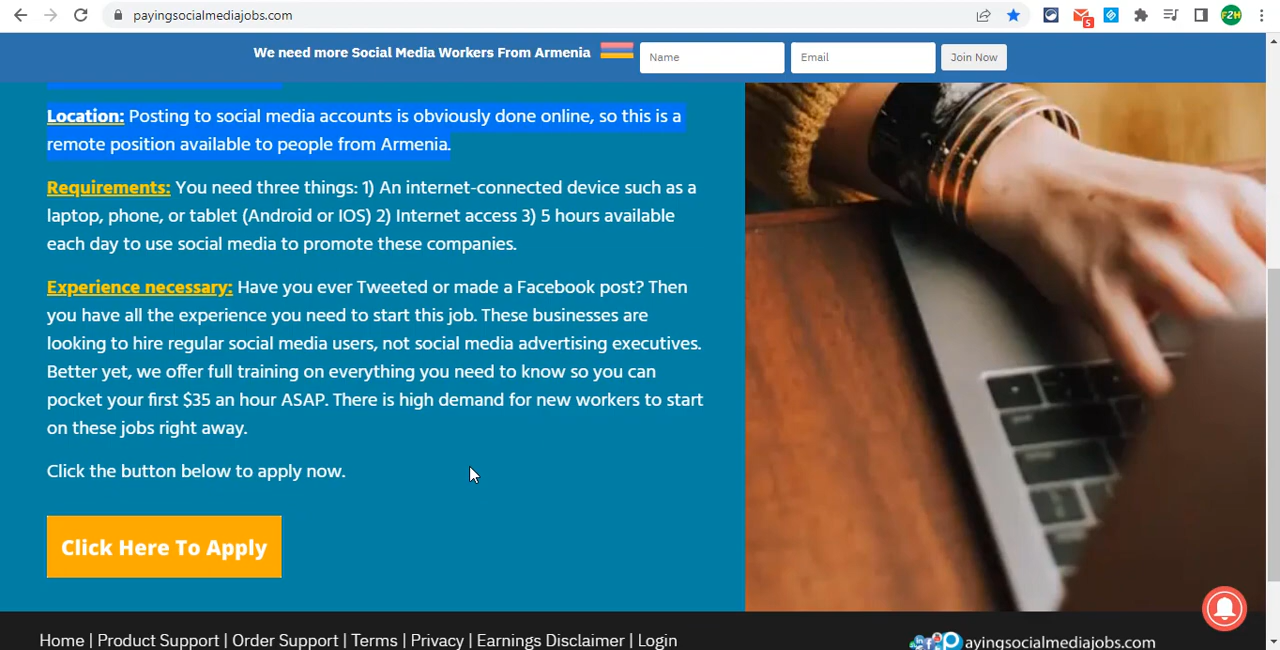 payingsocialmediajobs.com
5
FZH
We need more Social Media Workers From Armenia
Name
Email
Join Now
Location: Posting to social media accounts is obviously done online, so this is a
remote position available to people from Armenia.
Requirements: You need three things: 1) An internet-connected device such as a
laptop, phone, or tablet (Android or IOS) 2) Internet access 3) 5 hours available
each day to use social media to promote these companies.
Experience necessary: Have you ever Tweeted or made a Facebook post? Then
you have all the experience you need to start this job. These businesses are
looking to hire regular social media users, not social media advertising executives.
Better yet, we offer full training on everything you need to know so you can
pocket your first $35 an hour ASAP. There is high demand for new workers to start
on these jobs right away.
Click the button below to apply now.
Click Here To Apply
Home | Product Support | Order Support | Terms | Privacy | Earnings Disclaimer | Login
payingsocialmediajobs.com